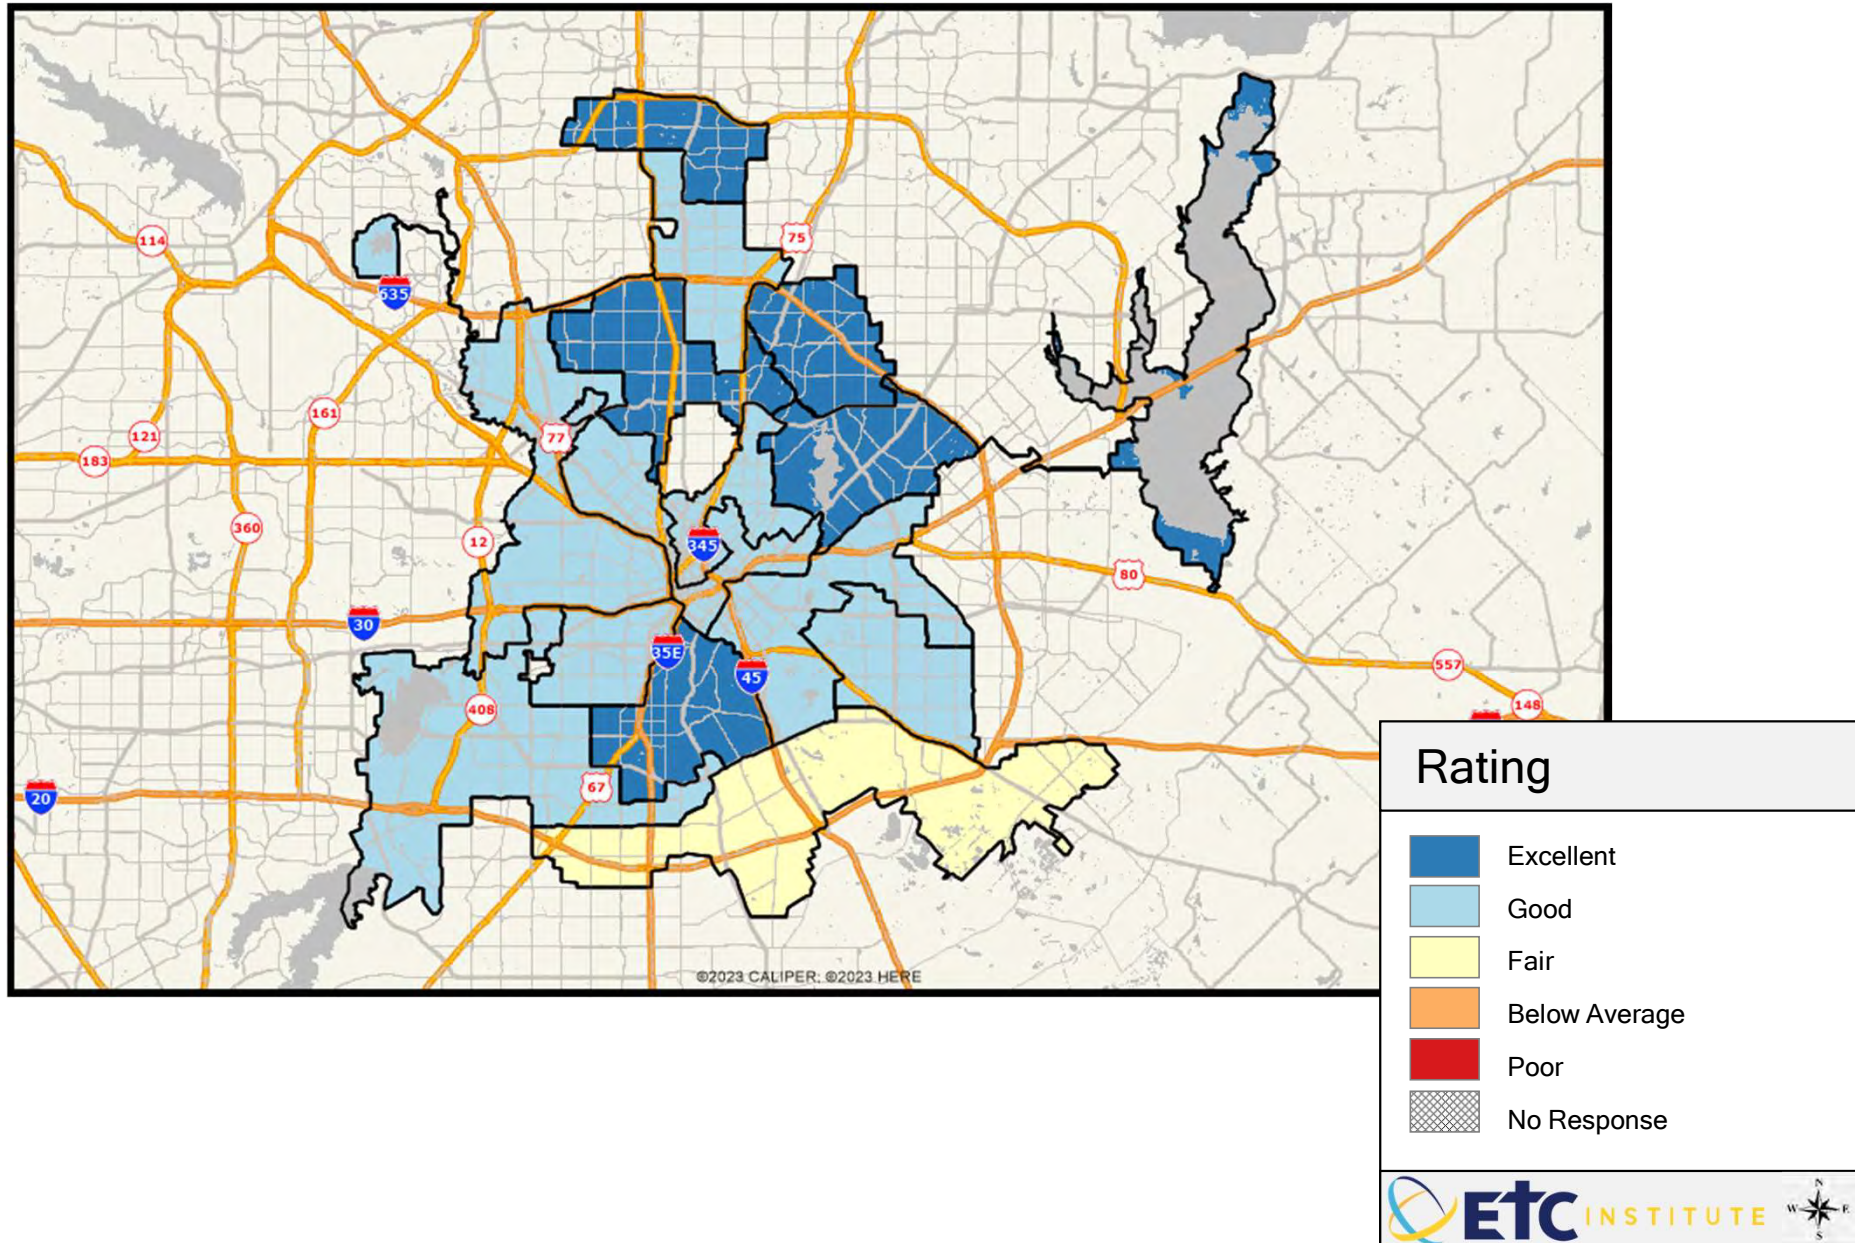 75
114
635
161
121
77
183
360
12
345
80
30
35E
45
557
408
148
67
20
©2023 CALIPER; ©2023 HERE
Rating
Excellent
Good
Fair
Below Average
Poor
No Response
ETC INSTITUTE
N
W E
S